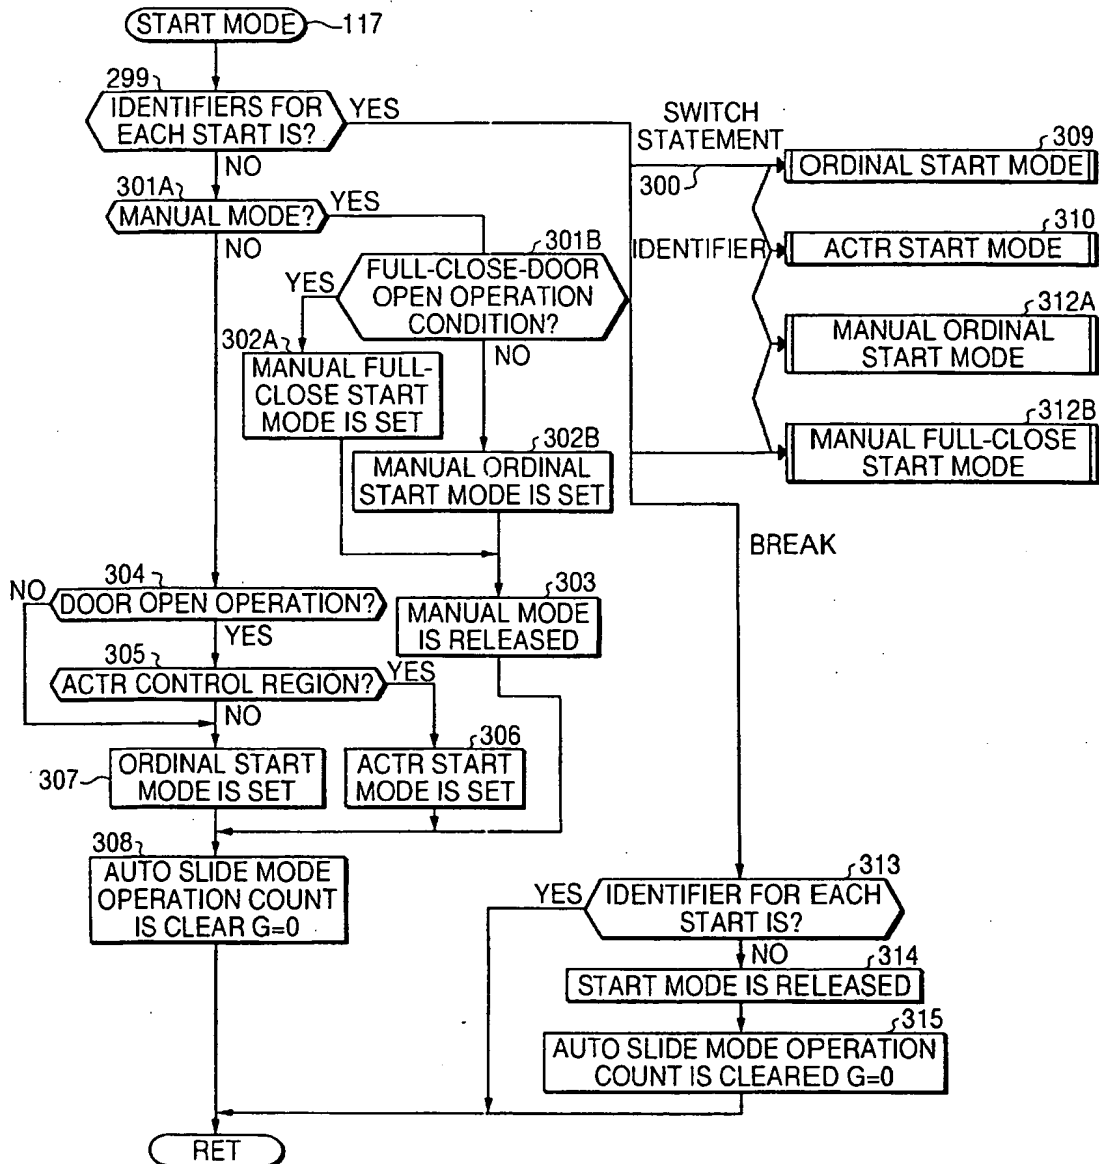 START MODE
117
299
IDENTIFIERS FOR
EACH START IS?
YES
NO
SWITCH
STATEMENT
300
IDENTIFIER
309
ORDINAL START MODE
310
ACTR START MODE
312A
MANUAL ORDINAL
START MODE
312B
MANUAL FULL-CLOSE
START MODE
301A
MANUAL MODE?
YES
NO
301B
FULL-CLOSE-DOOR
OPEN OPERATION
CONDITION?
YES
NO
302A
MANUAL FULL-
CLOSE START
MODE IS SET
302B
MANUAL ORDINAL
START MODE IS SET
BREAK
303
MANUAL MODE
IS RELEASED
304
DOOR OPEN OPERATION?
NO
YES
305
ACTR CONTROL REGION?
YES
NO
306
ACTR START
MODE IS SET
307
ORDINAL START
MODE IS SET
308
AUTO SLIDE MODE
OPERATION COUNT
IS CLEAR G=0
313
IDENTIFIER FOR EACH
START IS?
YES
NO
314
START MODE IS RELEASED
315
AUTO SLIDE MODE OPERATION
COUNT IS CLEARED G=0
RET